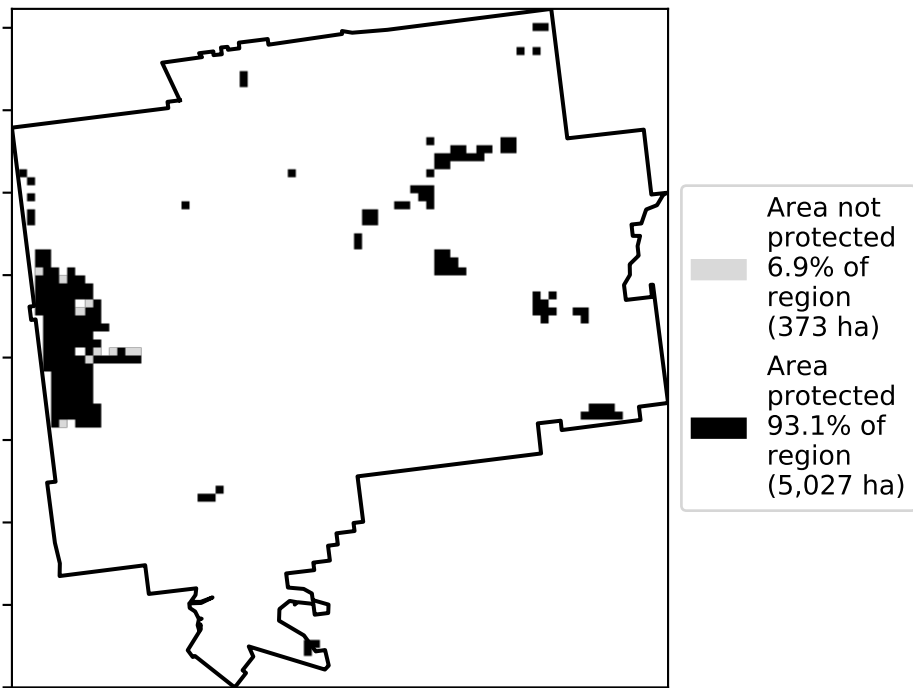 Area not
protected
6.9% of
region
(373 ha)
Area
protected
93.1% of
region
(5,027 ha)